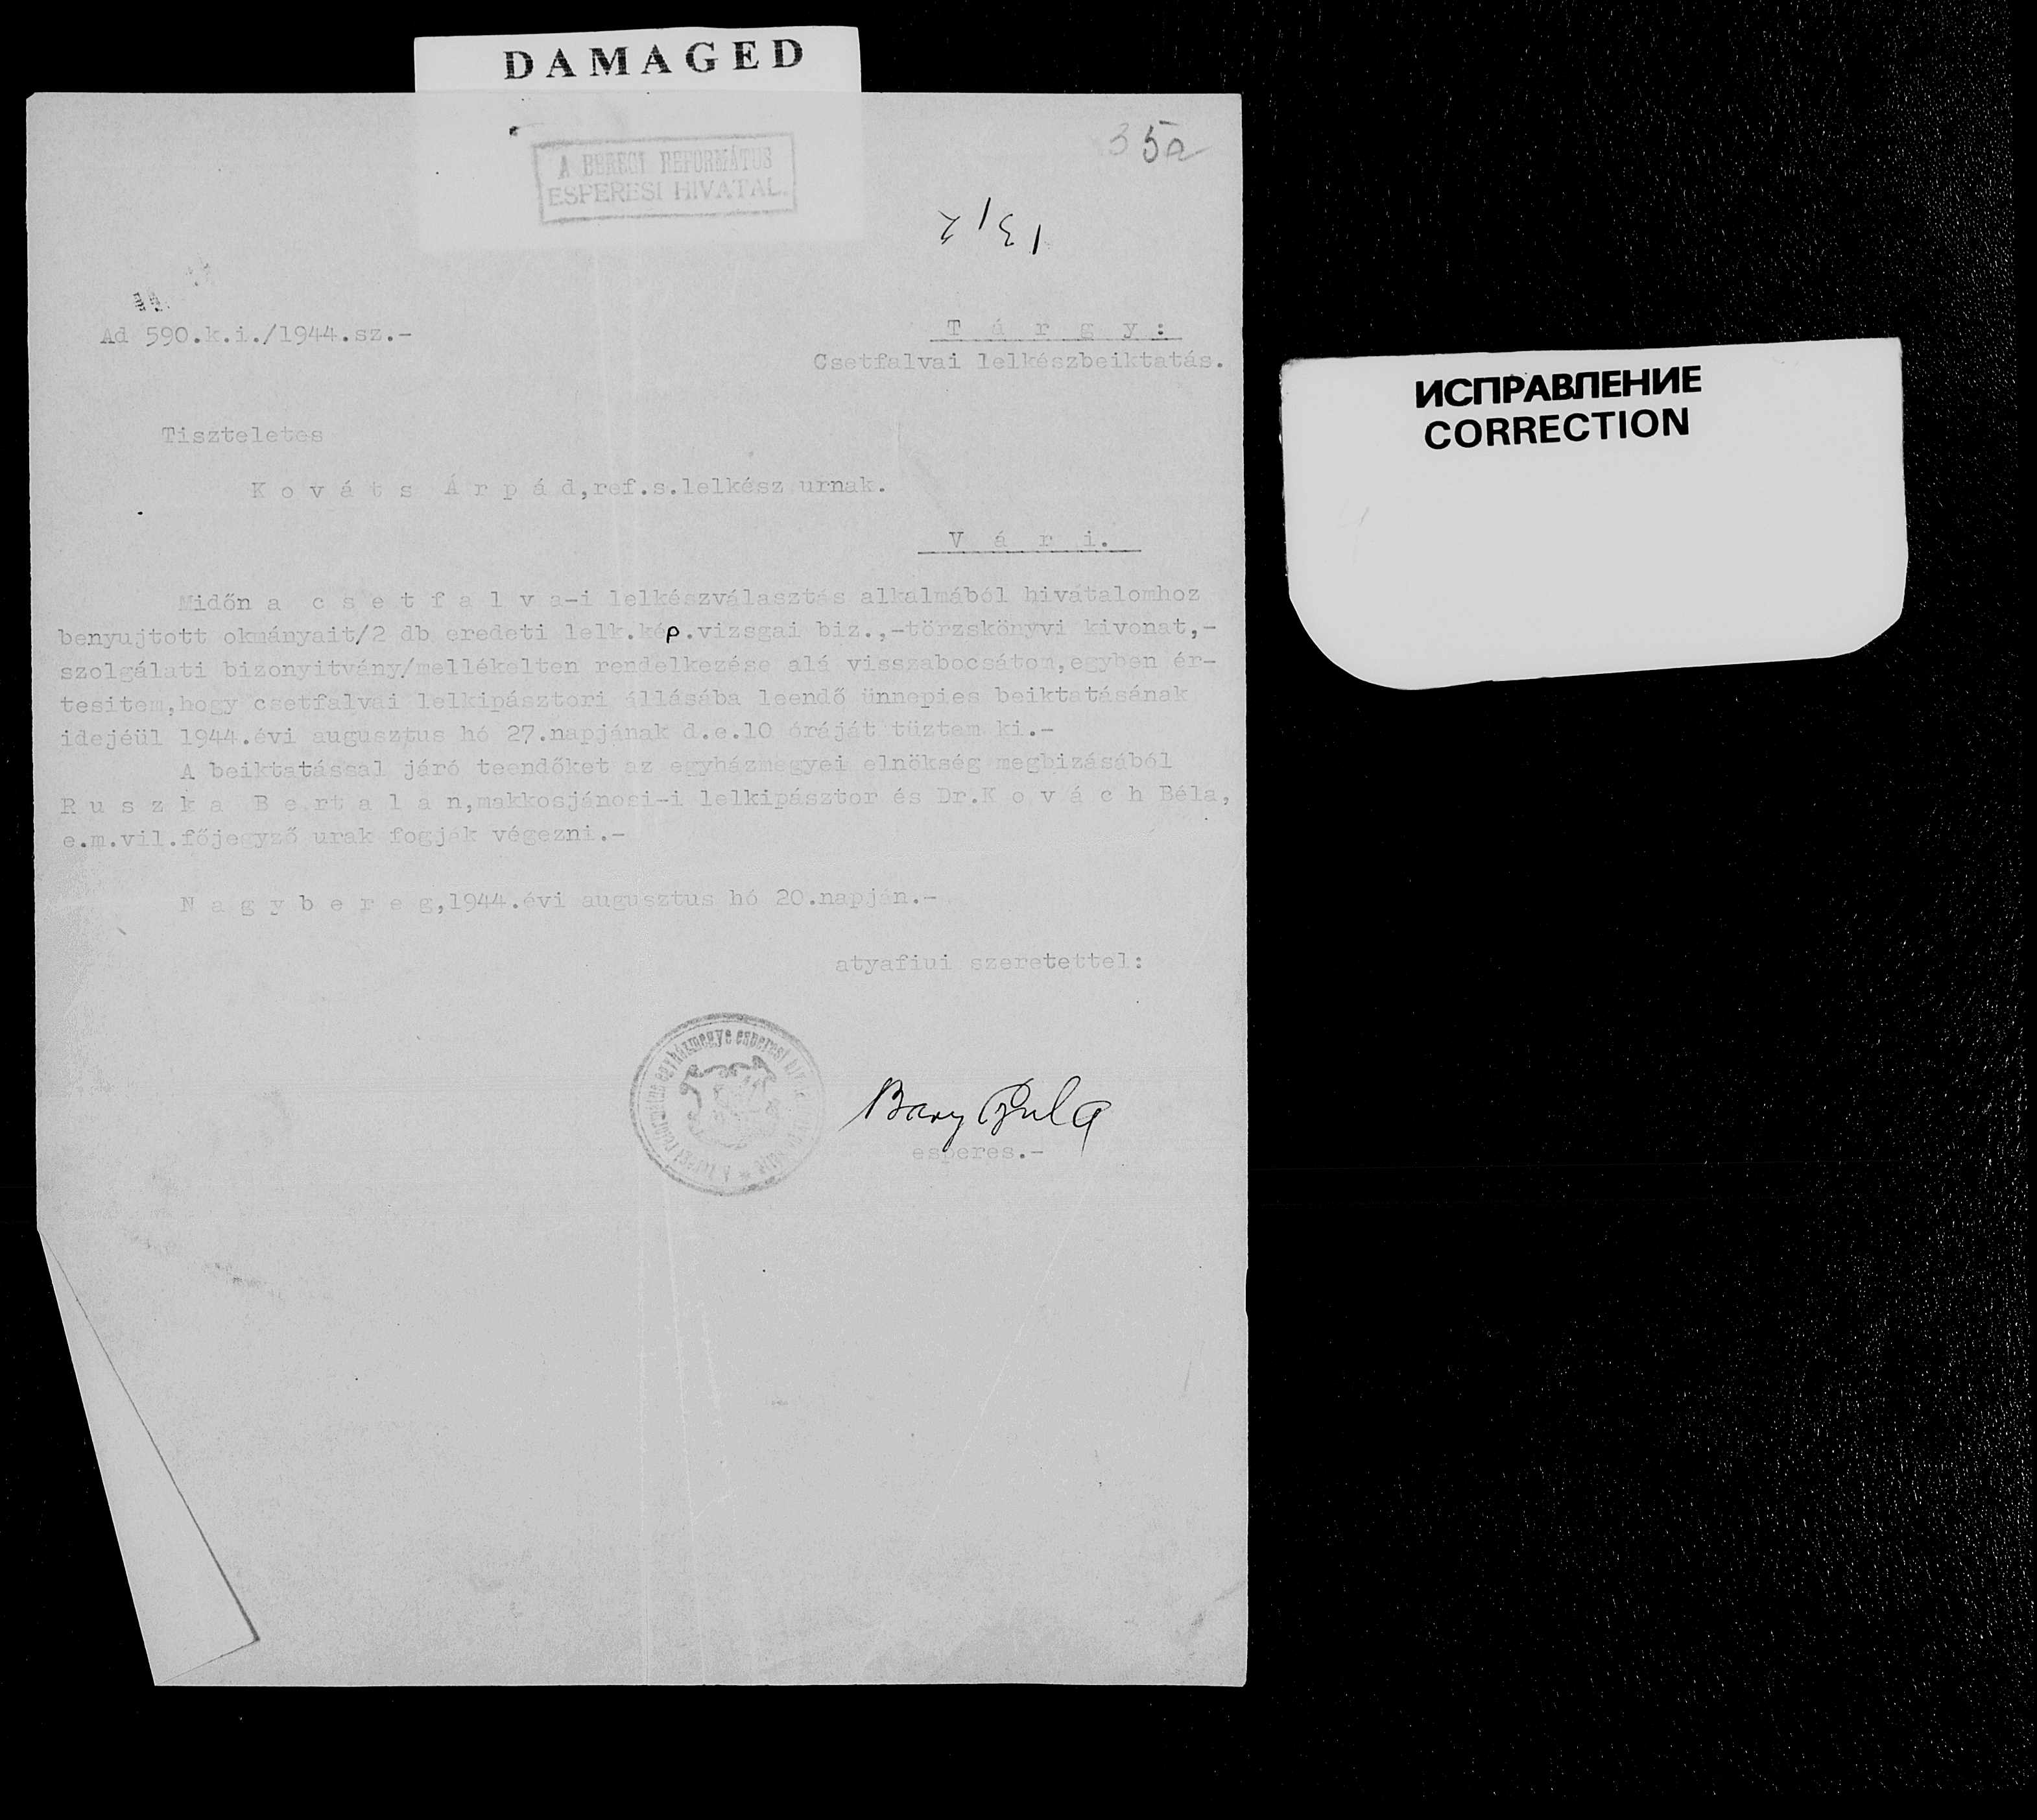 DAMAGED
A BEREGI REFORMÁTUS
ESPERESI HIVATAL.
35a
Ad 590.k.i./1944.sz.-
T á r g y :
Csetfalvai lelkészbeiktatás.
ИСПРАВЛЕНИЕ
CORRECTION
Tiszteletes
K o v á t s Á r p á d,ref.s.lelkész urnak.
V á r i.
Midőn a c s e t f a l v a-i lelkészválasztás alkalmából hivatalomhoz
benyujtott okmányait/2 db eredeti lelk.kép.vizsgai biz.,-törzskönyvi kivonat,-
szolgálati bizonyitvány/mellékelten rendelkezése alá visszabocsátom,egyben ér-
tesitem,hogy csetfalvai lelkipásztori állásába leendő ünnepies beiktatásának
idejéül 1944.évi augusztus hó 27.napjának d.e.10 óráját tüztem ki.-
A beiktatással járó teendőket az egyházmegyei elnökség megbizásából
R u s z k a B e r t a l a n,makkosjánosi-i lelkipásztor és Dr.K o v á c h Béla,
e.m.vil.főjegyző urak fogják végezni.-
N a g y b e r e g,1944.évi augusztus hó 20.napján.-
atyafiui szeretettel:
Bary Gyula
esperes.-